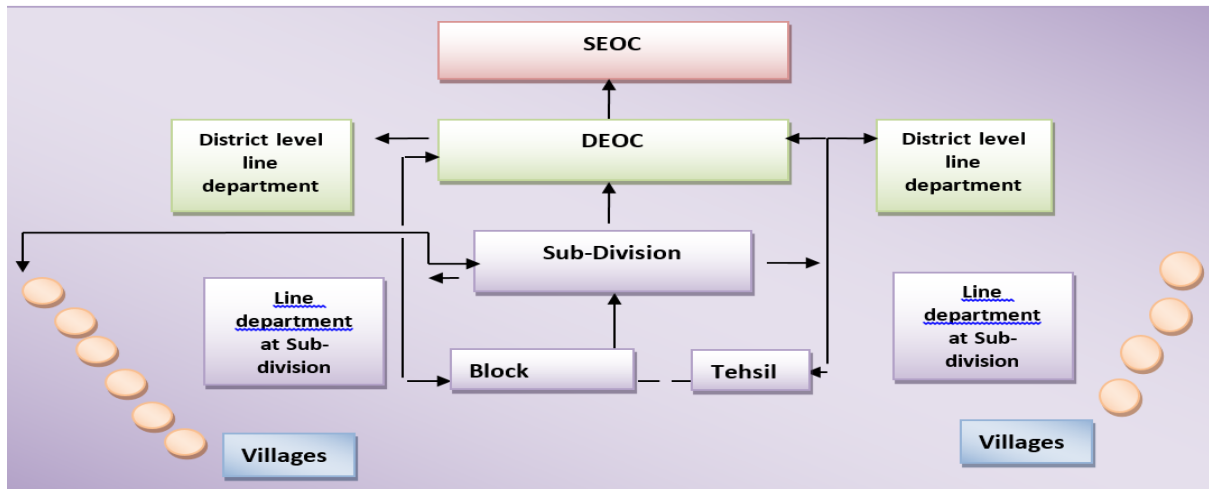 SEOC
District level
line
department
DEOC
District level
line
department
Sub-Division
Line
department
at Sub-
division
Line
department
at Sub-
division
Block
Tehsil
Villages
Villages